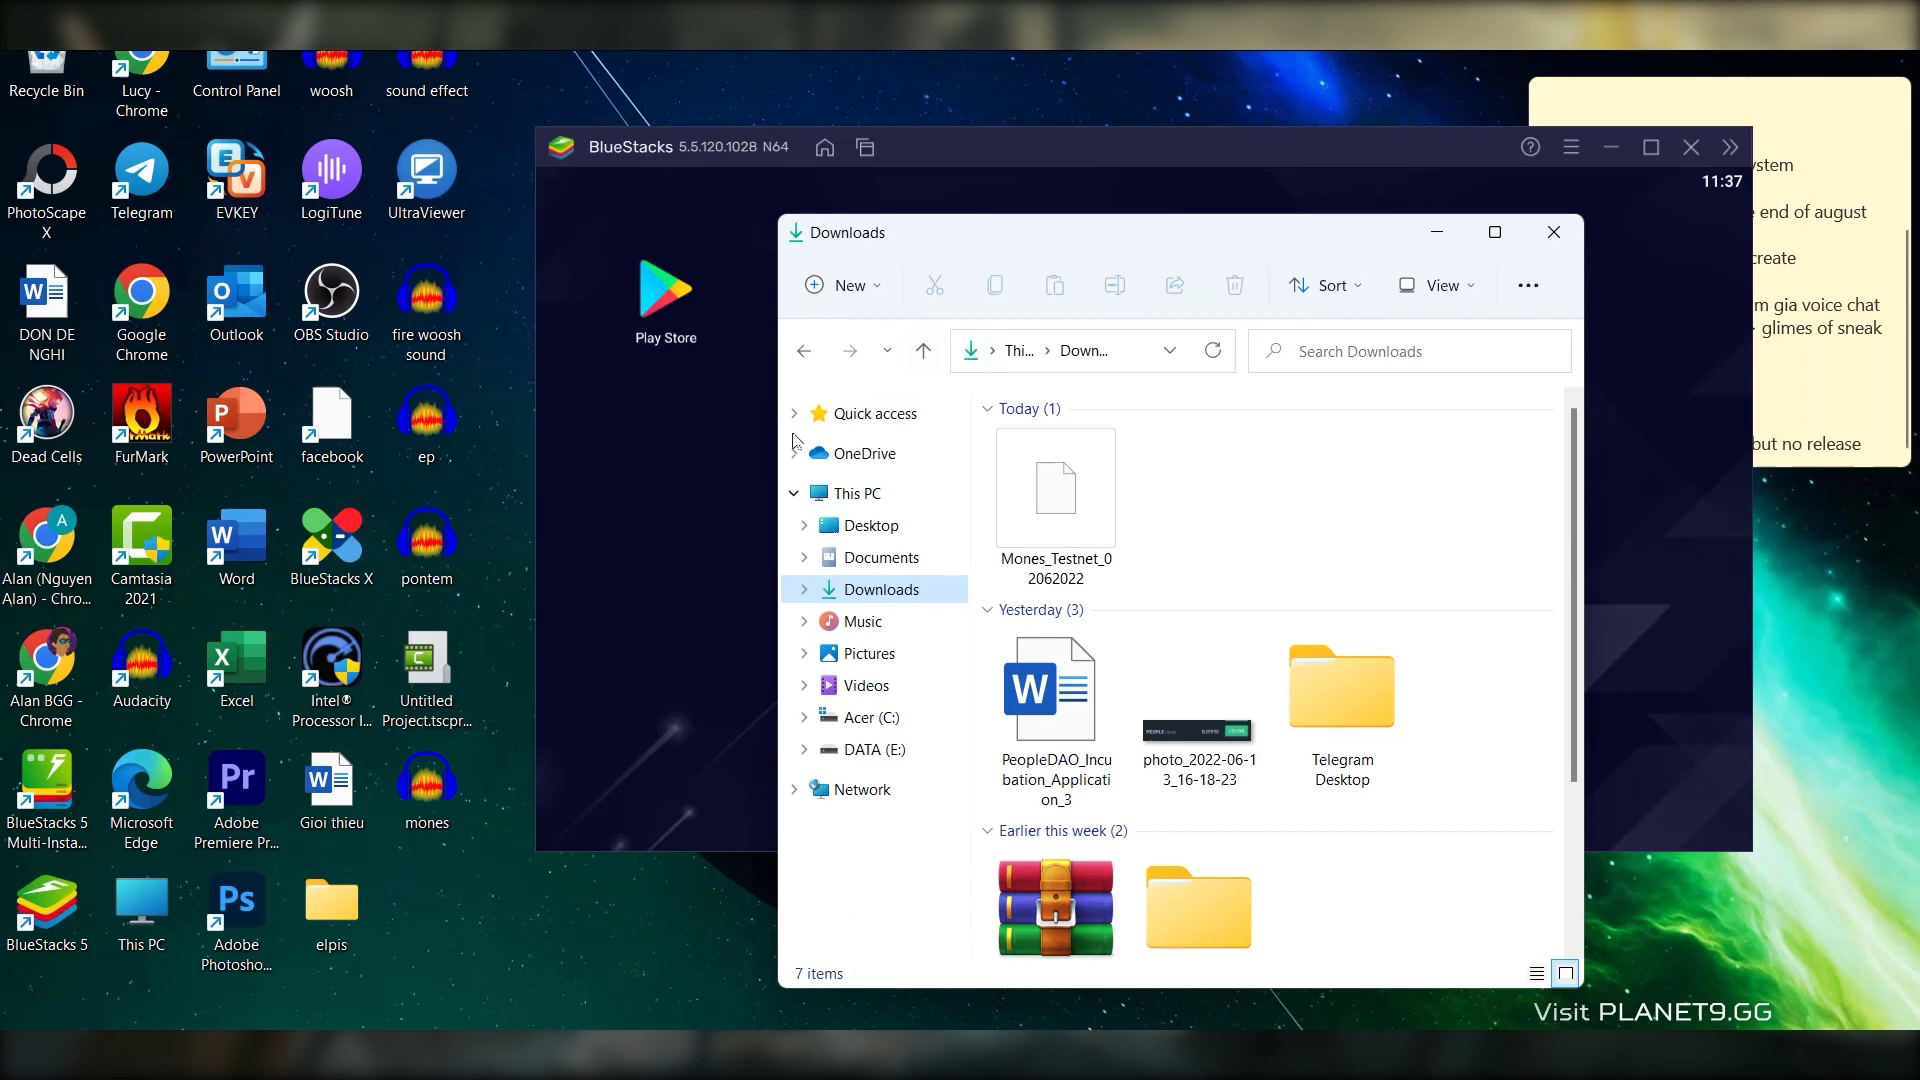 Recycle Bin
Lucy -
Chrome
Control Panel
woosh
sound effect
PhotoScape
X
Telegram
EVKEY
LogiTune
UltraViewer
DON DE
NGHI
Google
Chrome
Outlook
OBS Studio
fire woosh
sound
Dead Cells
FurMark
PowerPoint
facebook
ep
Alan (Nguyen
Alan) - Chro...
Camtasia
2021
Word
BlueStacks X
pontem
Alan BGG -
Chrome
Audacity
Excel
Intel®
Processor I...
Untitled
Project.tscpr...
BlueStacks 5
Multi-Insta...
Microsoft
Edge
Adobe
Premiere Pr...
Gioi thieu
mones
BlueStacks 5
This PC
Adobe
Photosho...
elpis
BlueStacks 5.5.120.1028 N64
11:37
Play Store
Downloads
New
Sort
View
Thi...
Down...
Search Downloads
Quick access
OneDrive
This PC
Desktop
Documents
Downloads
Music
Pictures
Videos
Acer (C:)
DATA (E:)
Network
Today (1)
Mones_Testnet_0
2062022
Yesterday (3)
PeopleDAO_Incu
bation_Applicati
on_3
photo_2022-06-1
3_16-18-23
Telegram
Desktop
Earlier this week (2)
7 items
ystem
end of august
create
m gia voice chat
glimes of sneak
but no release
Visit PLANET9.GG